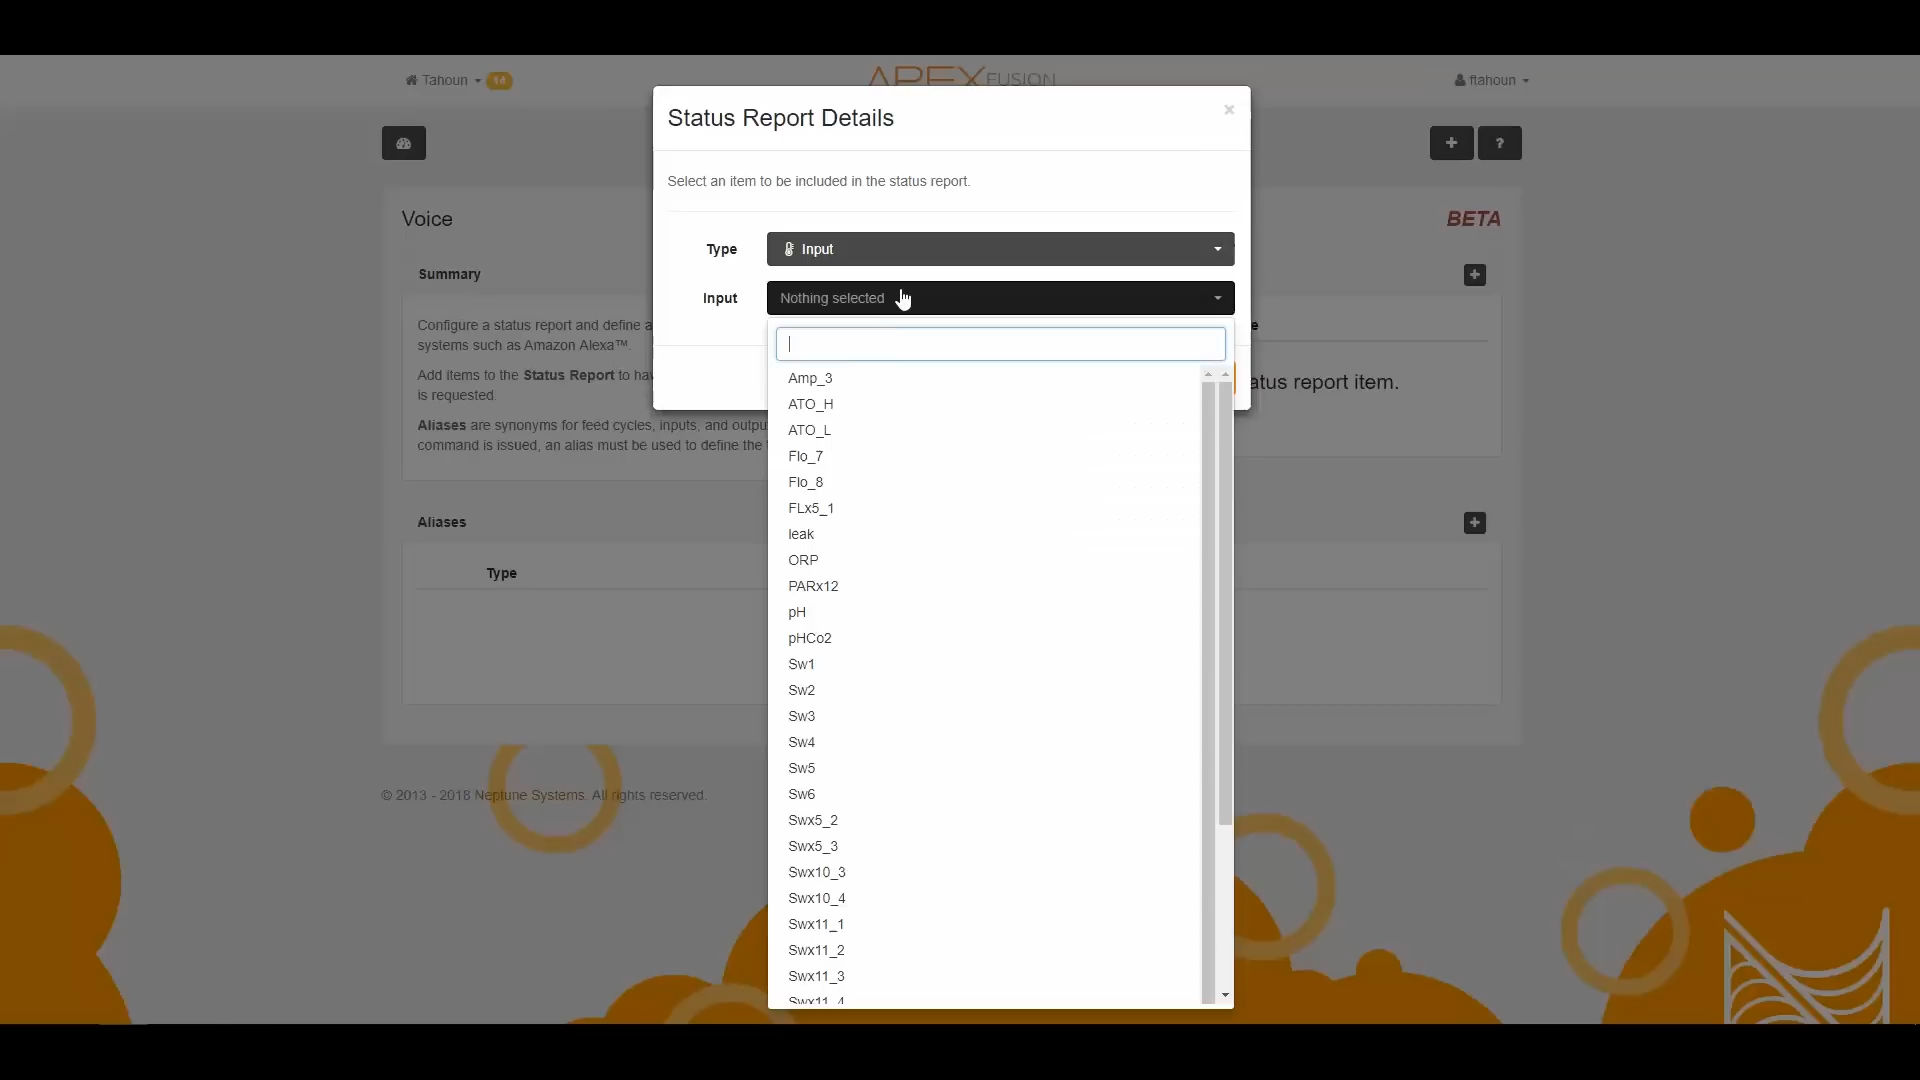 Tahoun
APEX FUSION
ftahoun
Status Report Details
×
Select an item to be included in the status report.
?
Voice
BETA
Type
Input
Summary
Input
Nothing selected
Configure a status report and define a
systems such as Amazon Alexa™.
e
Add items to the Status Report to hav
is requested.
atus report item.
Aliases are synonyms for feed cycles, inputs, and outpu
command is issued, an alias must be used to define the
Amp_3
ATO_H
ATO_L
Flo_7
Flo_8
FLx5_1
leak
ORP
PARx12
pH
pHCo2
Sw1
Sw2
Sw3
Sw4
Sw5
Sw6
Swx5_2
Swx5_3
Swx10_3
Swx10_4
Swx11_1
Swx11_2
Swx11_3
Swx11_4
Aliases
Type
© 2013 - 2018 Neptune Systems. All rights reserved.